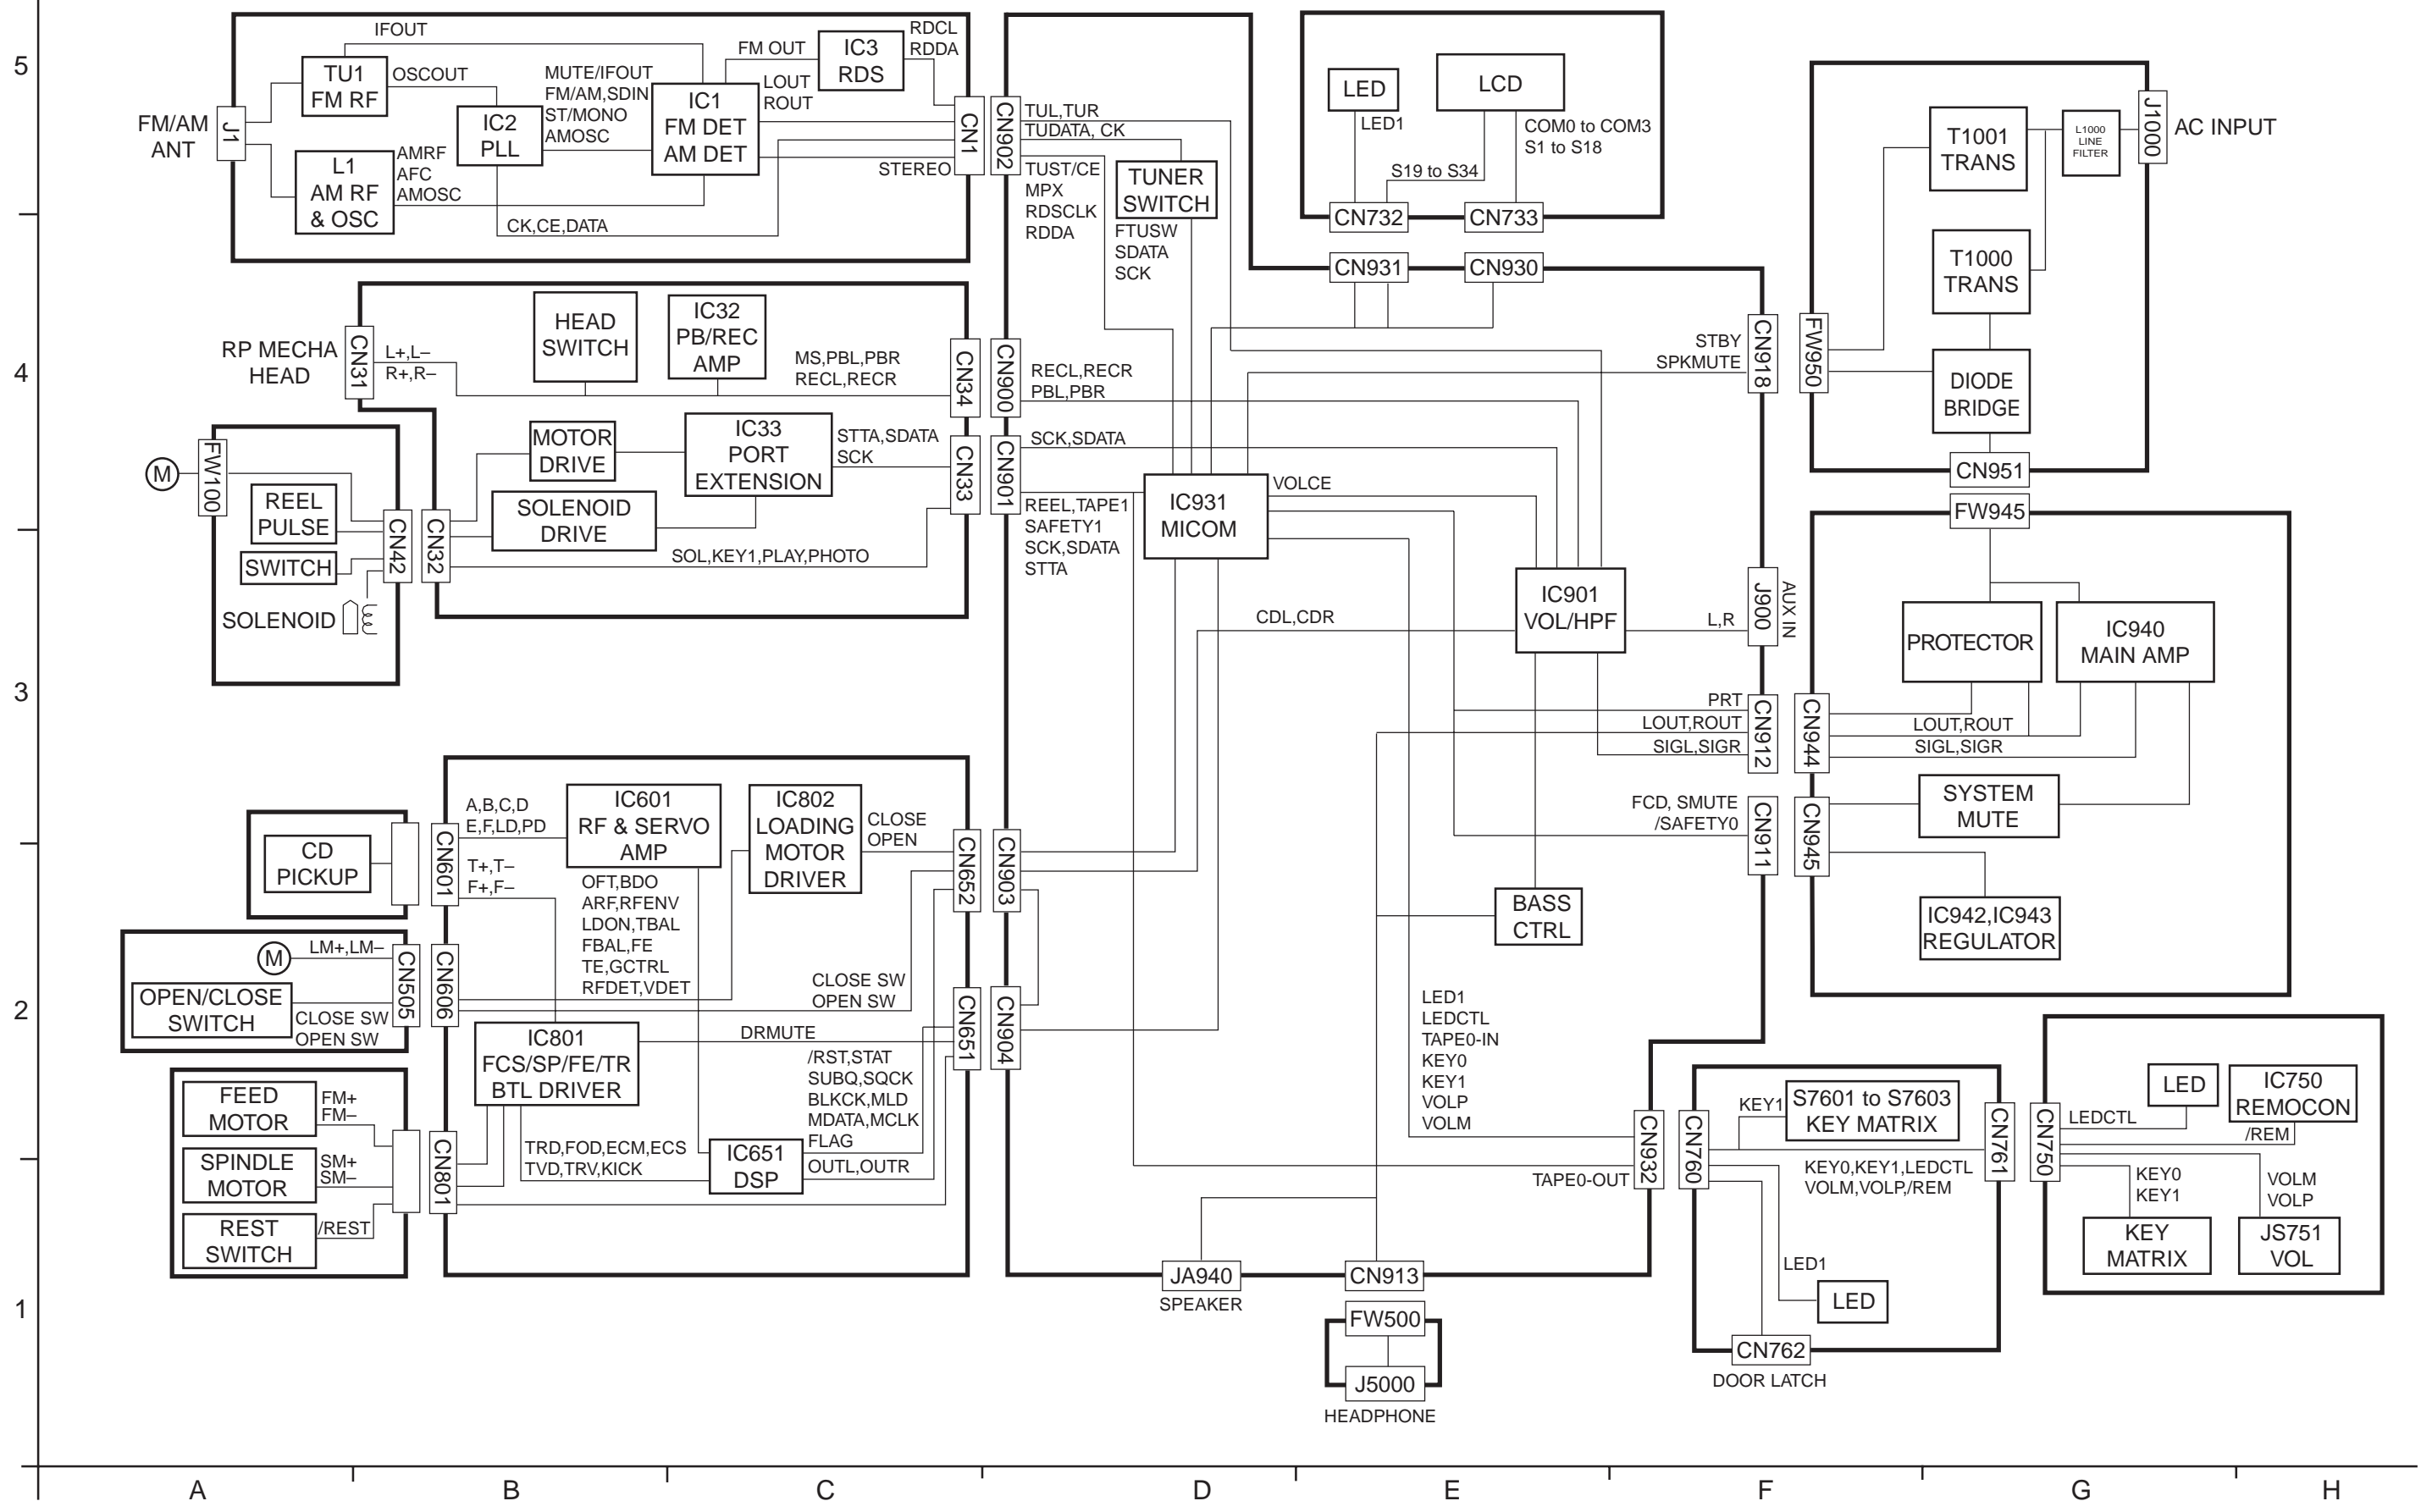 5
4
3
2
1
A
B
C
D
E
F
G
H
FM/AM
ANT
J1
TU1
FM RF
IFOUT
OSCOUT
L1
AM RF
& OSC
AMRF
AFC
AMOSC
IC2
PLL
MUTE/IFOUT
FM/AM,SDIN
ST/MONO
AMOSC
IC1
FM DET
AM DET
FM OUT
IC3
RDS
RDCL
RDDA
LOUT
ROUT
STEREO
CK,CE,DATA
CN1
RP MECHA
HEAD
CN31
L+,L–
R+,R–
HEAD
SWITCH
IC32
PB/REC
AMP
MS,PBL,PBR
RECL,RECR
CN34
MOTOR
DRIVE
IC33
PORT
EXTENSION
STTA,SDATA
SCK
CN33
SOLENOID
DRIVE
SOL,KEY1,PLAY,PHOTO
CN32
M
FW100
REEL
PULSE
SWITCH
SOLENOID
CN42
CD
PICKUP
M
LM+,LM–
OPEN/CLOSE
SWITCH
CLOSE SW
OPEN SW
CN505
FEED
MOTOR
FM+
FM–
SPINDLE
MOTOR
SM+
SM–
REST
SWITCH
/REST
CN601
A,B,C,D
E,F,LD,PD
T+,T–
F+,F–
IC601
RF & SERVO
AMP
OFT,BDO
ARF,RFENV
LDON,TBAL
FBAL,FE
TE,GCTRL
RFDET,VDET
IC802
LOADING
MOTOR
DRIVER
CLOSE
OPEN
CN652
CN606
CLOSE SW
OPEN SW
CN651
IC801
FCS/SP/FE/TR
BTL DRIVER
DRMUTE
/RST,STAT
SUBQ,SQCK
BLKCK,MLD
MDATA,MCLK
FLAG
OUTL,OUTR
TRD,FOD,ECM,ECS
TVD,TRV,KICK
IC651
DSP
CN801
CN902
TUL,TUR
TUDATA, CK
TUST/CE
MPX
RDSCLK
RDDA
TUNER
SWITCH
FTUSW
SDATA
SCK
CN900
RECL,RECR
PBL,PBR
CN901
SCK,SDATA
REEL,TAPE1
SAFETY1
SCK,SDATA
STTA
IC931
MICOM
VOLCE
CDL,CDR
IC901
VOL/HPF
L,R
J900
AUX IN
STBY
SPKMUTE
CN918
PRT
LOUT,ROUT
SIGL,SIGR
CN912
FCD, SMUTE
/SAFETY0
CN911
BASS
CTRL
LED1
LEDCTL
TAPE0-IN
KEY0
KEY1
VOLP
VOLM
TAPE0-OUT
CN932
CN903
CN904
JA940
SPEAKER
CN913
FW500
J5000
HEADPHONE
CN931
CN930
LED
LED1
LCD
S19 to S34
COM0 to COM3
S1 to S18
CN732
CN733
T1001
TRANS
L1000
LINE
FILTER
J1000
AC INPUT
T1000
TRANS
DIODE
BRIDGE
FW950
CN951
FW945
PROTECTOR
IC940
MAIN AMP
LOUT,ROUT
SIGL,SIGR
CN944
SYSTEM
MUTE
CN945
IC942,IC943
REGULATOR
CN760
KEY1
S7601 to S7603
KEY MATRIX
KEY0,KEY1,LEDCTL
VOLM,VOLP,/REM
CN761
LED1
LED
CN762
DOOR LATCH
CN750
LED
LEDCTL
IC750
REMOCON
/REM
KEY0
KEY1
VOLM
VOLP
KEY
MATRIX
JS751
VOL